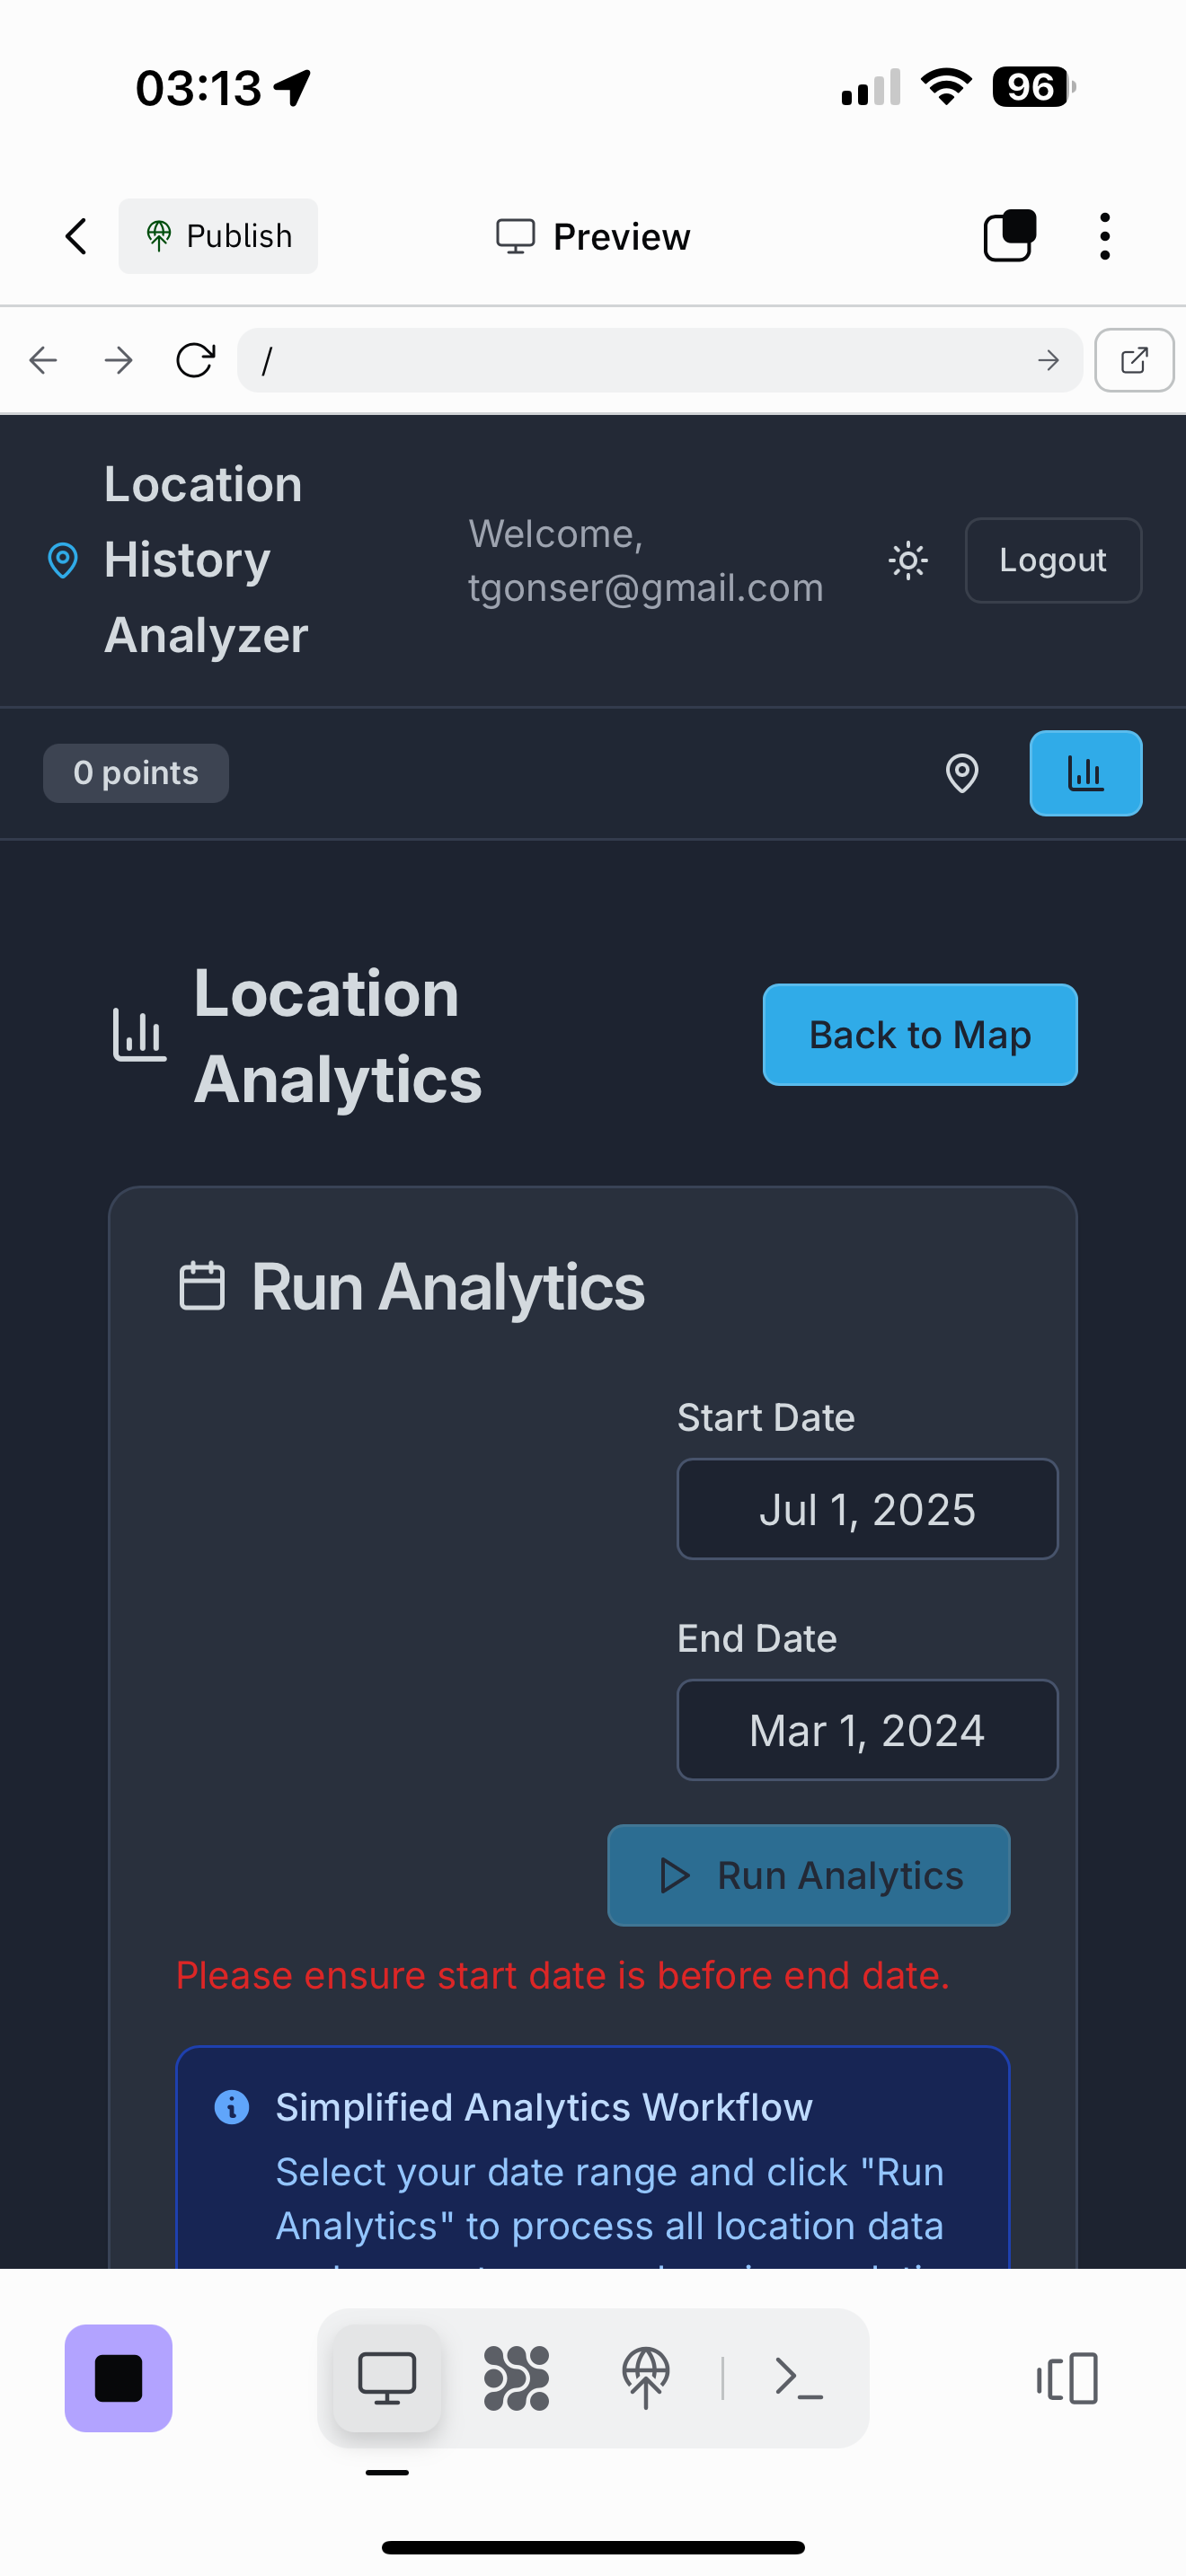 03:13
96
Publish
Preview
/
Location
History
Analyzer
Welcome,
tgonser@gmail.com
Logout
0 points
Location
Analytics
Back to Map
Run Analytics
Start Date
Jul 1, 2025
End Date
Mar 1, 2024
Run Analytics
Please ensure start date is before end date.
Simplified Analytics Workflow
Select your date range and click "Run
Analytics" to process all location data